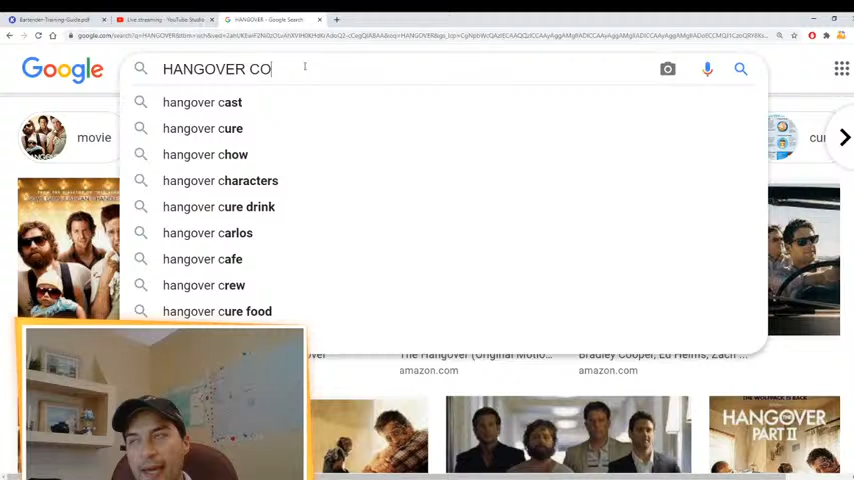 Bartender-Training-Guide.pdf
Live streaming - YouTube Studio
HANGOVER - Google Search
Google
HANGOVER CO
movie
hangover cast
hangover cure
hangover chow
hangover characters
hangover cure drink
hangover carlos
hangover cafe
hangover crew
hangover cure food
The Hangover (Original Motio...
Bradley Cooper, Ed Helms, Zach ...
amazon.com
amazon.com
THE WOLFPACK IS BACK
THE
HANGOVER
PART II